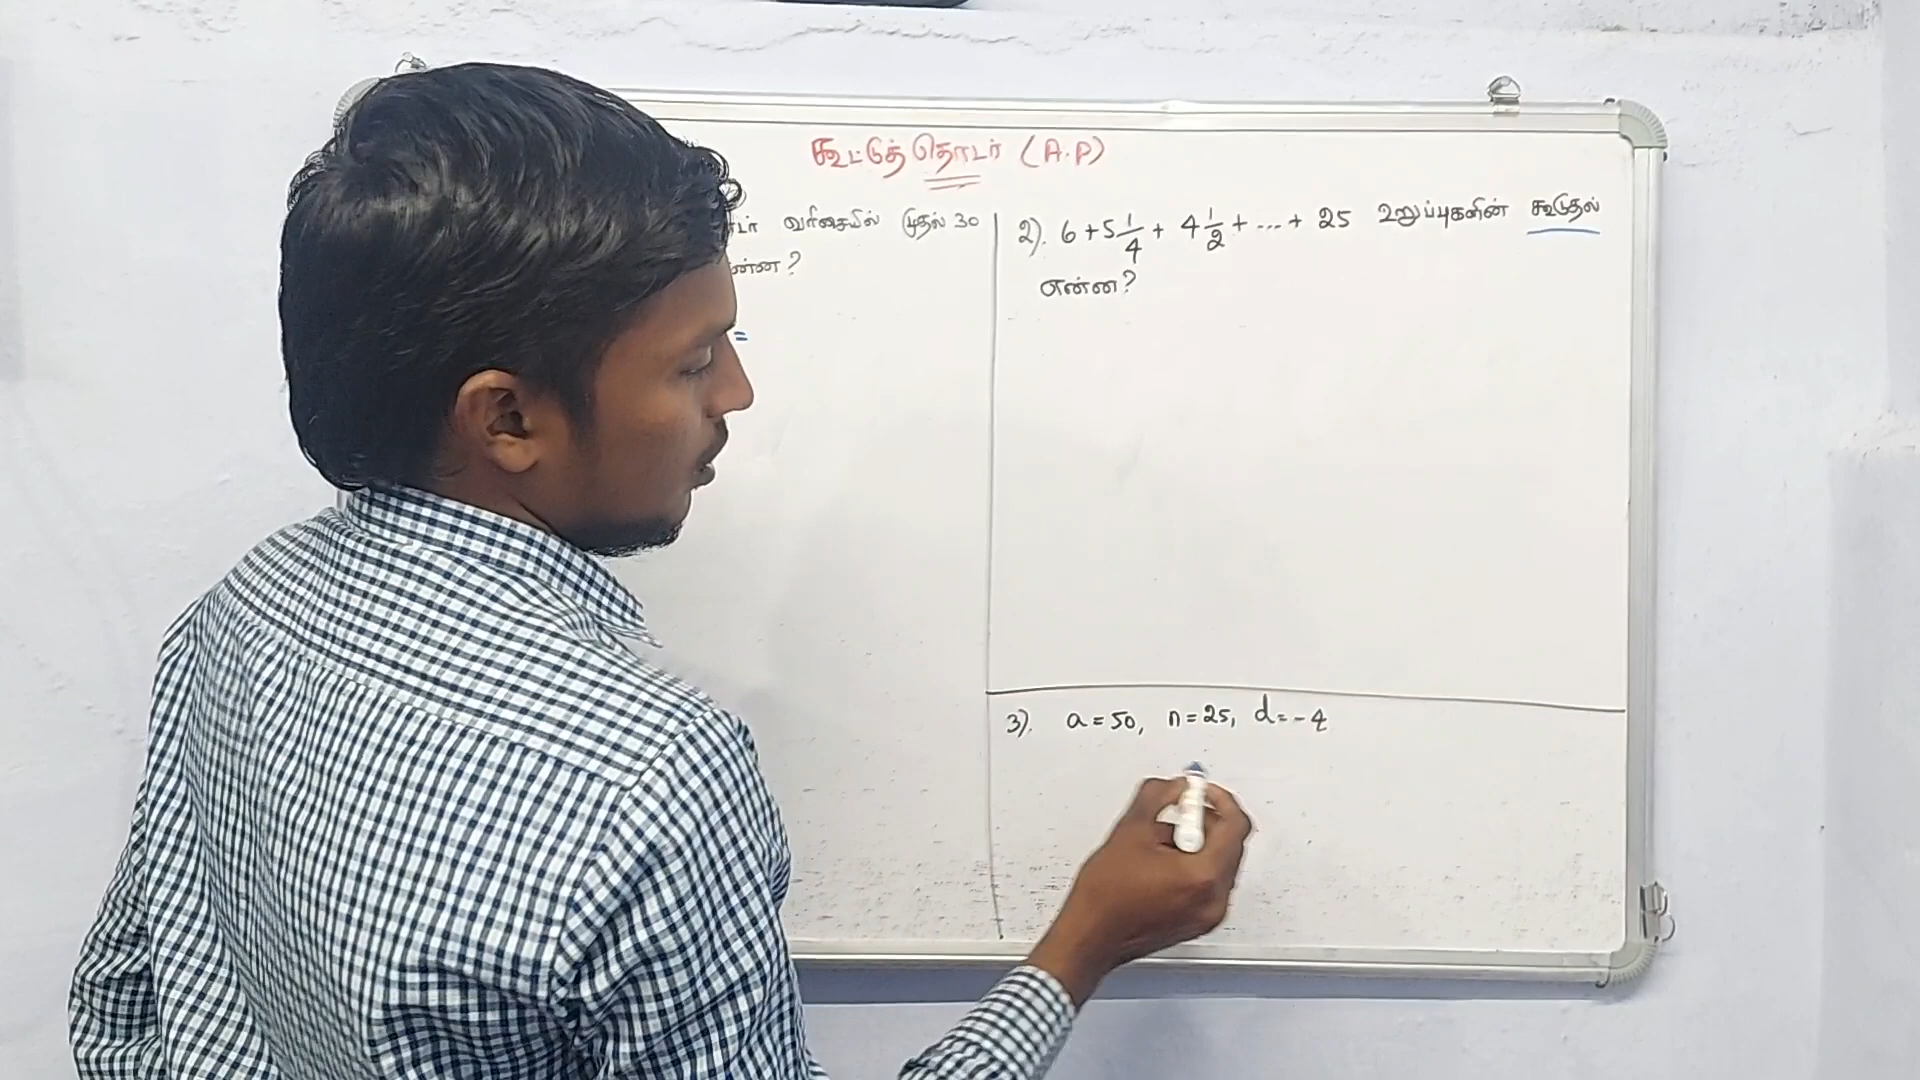 கூட்டுத் தொடர் (A.P)
வரிசையில் முதல் 30
=
2). 6 + 5 1/4 + 4 1/2 + ... + 25 உறுப்புகளின் கூடுதல்
என்ன?
3). a = 50, n = 25, d = -4